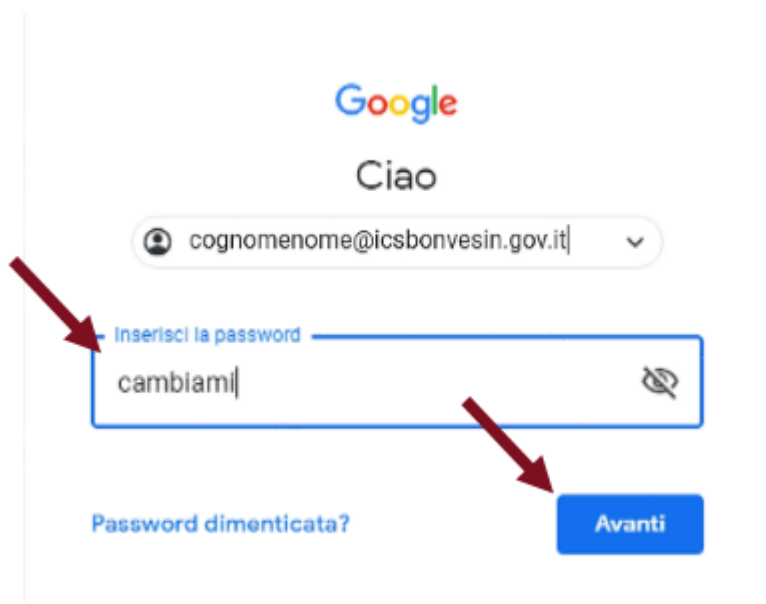 Google
Ciao
cognomenome@icsbonvesin.gov.it
Inserisci la password
cambiami
Password dimenticata?
Avanti